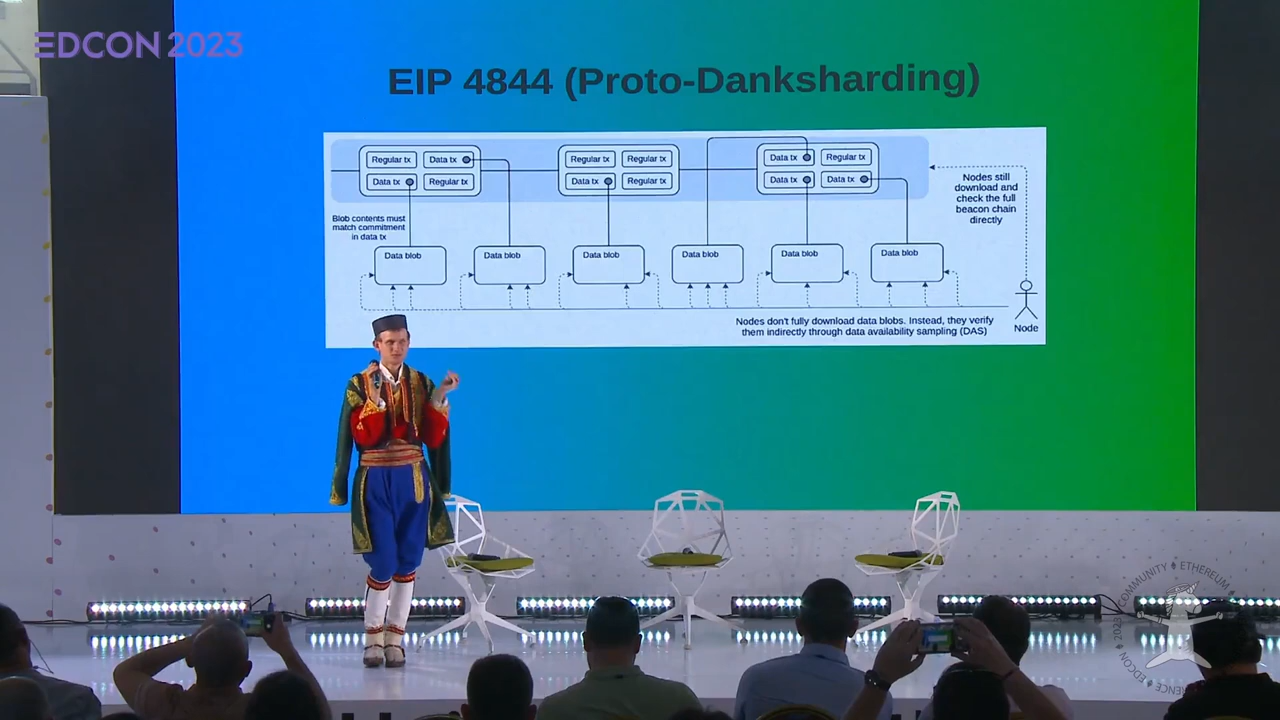 EDCON 2023
EIP 4844 (Proto-Danksharding)
Regular tx
Data tx
Data tx
Regular tx
Regular tx
Regular tx
Data tx
Regular tx
Data tx
Regular tx
Data tx
Data tx
Nodes still
download and
check the full
beacon chain
directly
Blob contents must
match commitment
in data tx
Data blob
Data blob
Data blob
Data blob
Data blob
Data blob
Nodes don't fully download data blobs. Instead, they verify
them indirectly through data availability sampling (DAS)
Node
COMMUNITY ETHEREUM
EDCON 2023